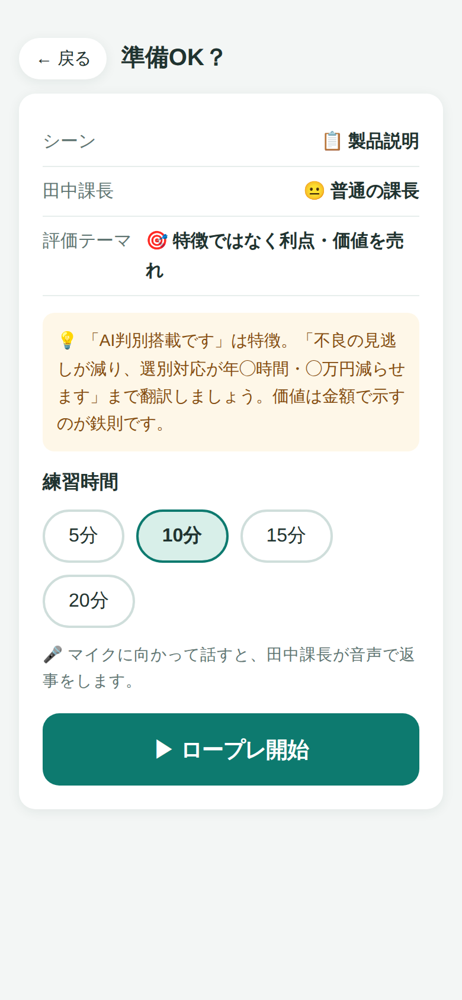 ← 戻る
準備OK？
シーン
📋 製品説明
田中課長
😐 普通の課長
評価テーマ
🎯 特徴ではなく利点・価値を売
れ
💡 「AI判別搭載です」は特徴。「不良の見逃
しが減り、選別対応が年◯時間・◯万円減らせ
ます」まで翻訳しましょう。価値は金額で示す
のが鉄則です。
練習時間
5分
10分
15分
20分
🎤 マイクに向かって話すと、田中課長が音声で返
事をします。
▶ ロープレ開始